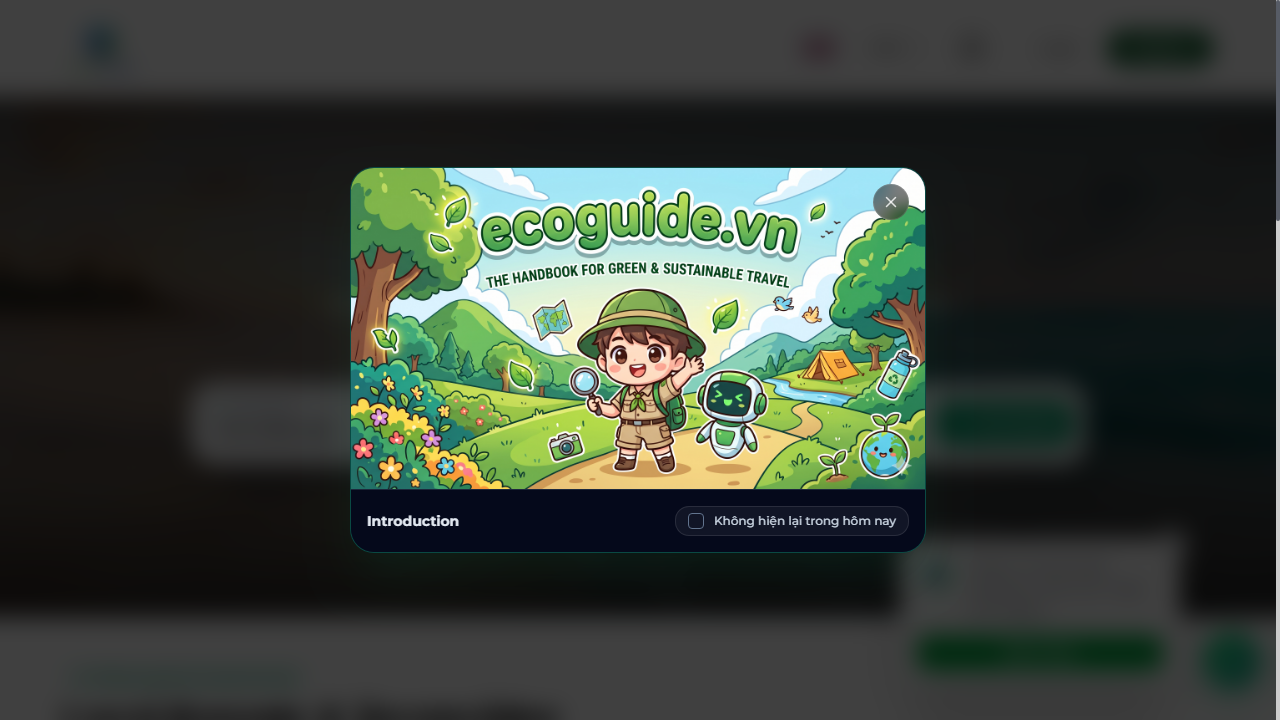 ecoguide.vn
THE HANDBOOK FOR GREEN & SUSTAINABLE TRAVEL
Introduction
Không hiện lại trong hôm nay